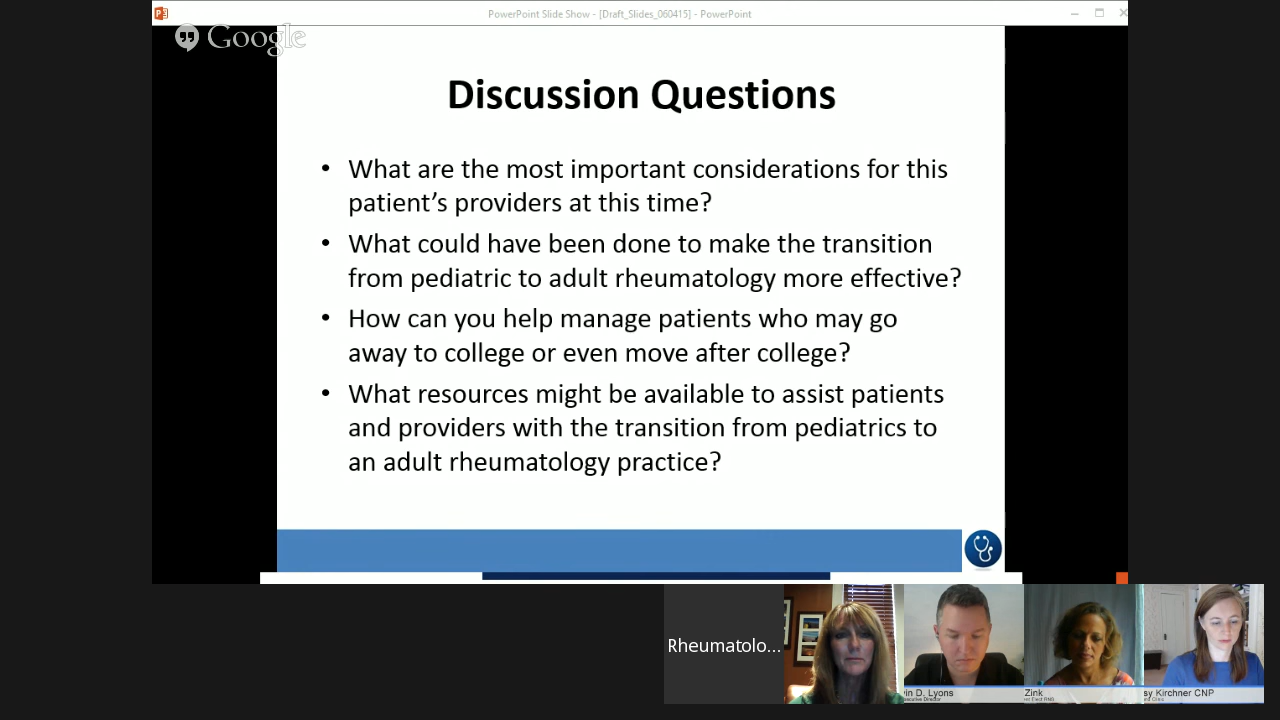 PowerPoint Slide Show - [Draft_Slides_060415] - PowerPoint
Google
Discussion Questions
• What are the most important considerations for this
patient's providers at this time?
• What could have been done to make the transition
from pediatric to adult rheumatology more effective?
• How can you help manage patients who may go
away to college or even move after college?
• What resources might be available to assist patients
and providers with the transition from pediatrics to
an adult rheumatology practice?
Rheumatolo...
vin D. Lyons
Zink
sy Kirchner CNP